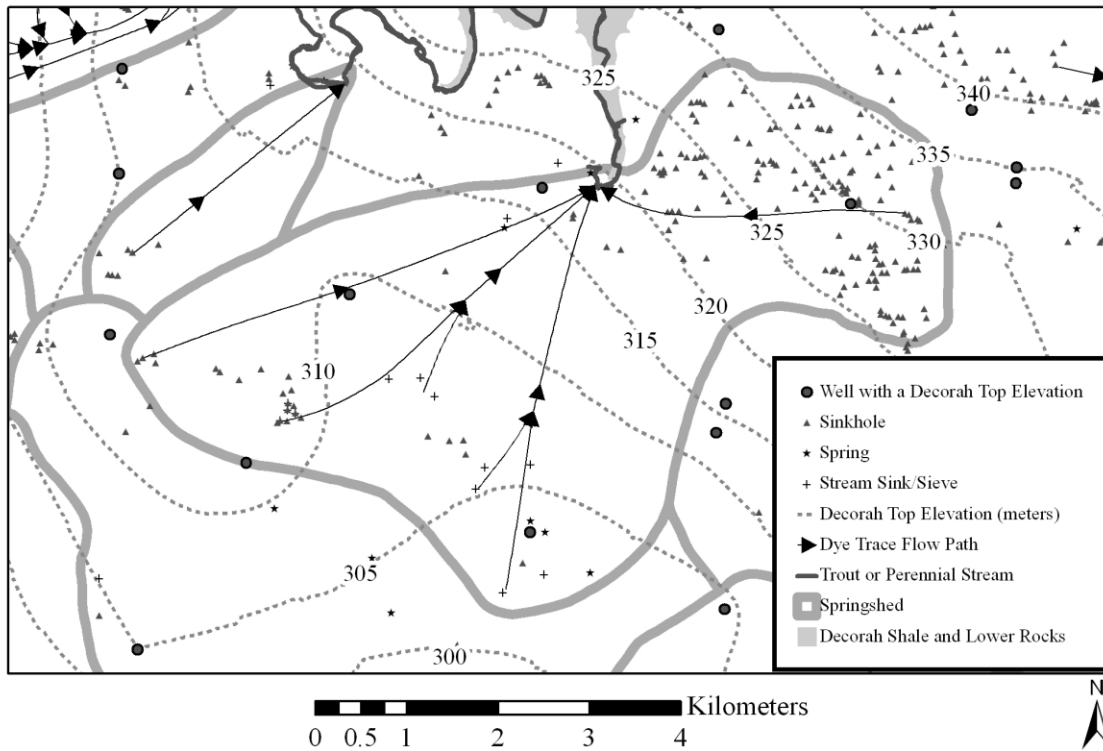 325
340
335
330
325
320
315
310
305
300
Well with a Decorah Top Elevation
Sinkhole
Spring
Stream Sink/Sieve
Decorah Top Elevation (meters)
Dye Trace Flow Path
Trout or Perennial Stream
Springshed
Decorah Shale and Lower Rocks
Kilometers
0 0.5 1 2 3 4
N